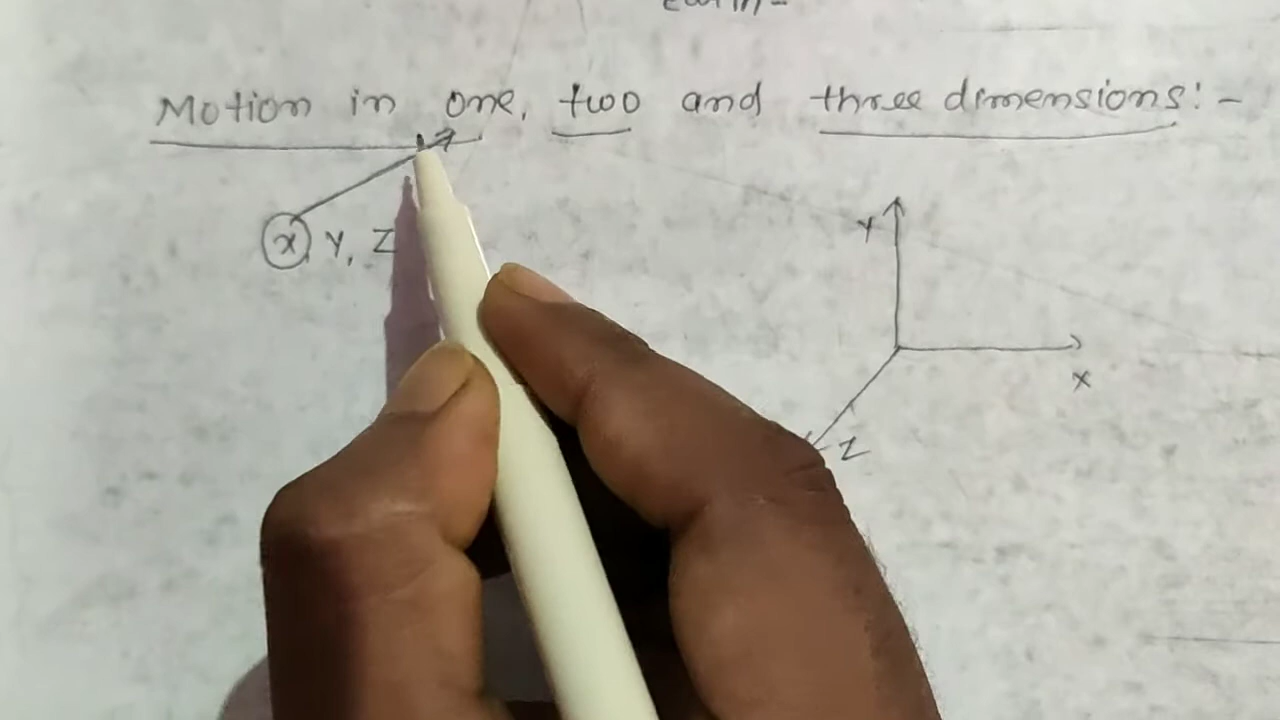 Motion in one, two and three dimensions:-
x Y, Z
Y
X
Z